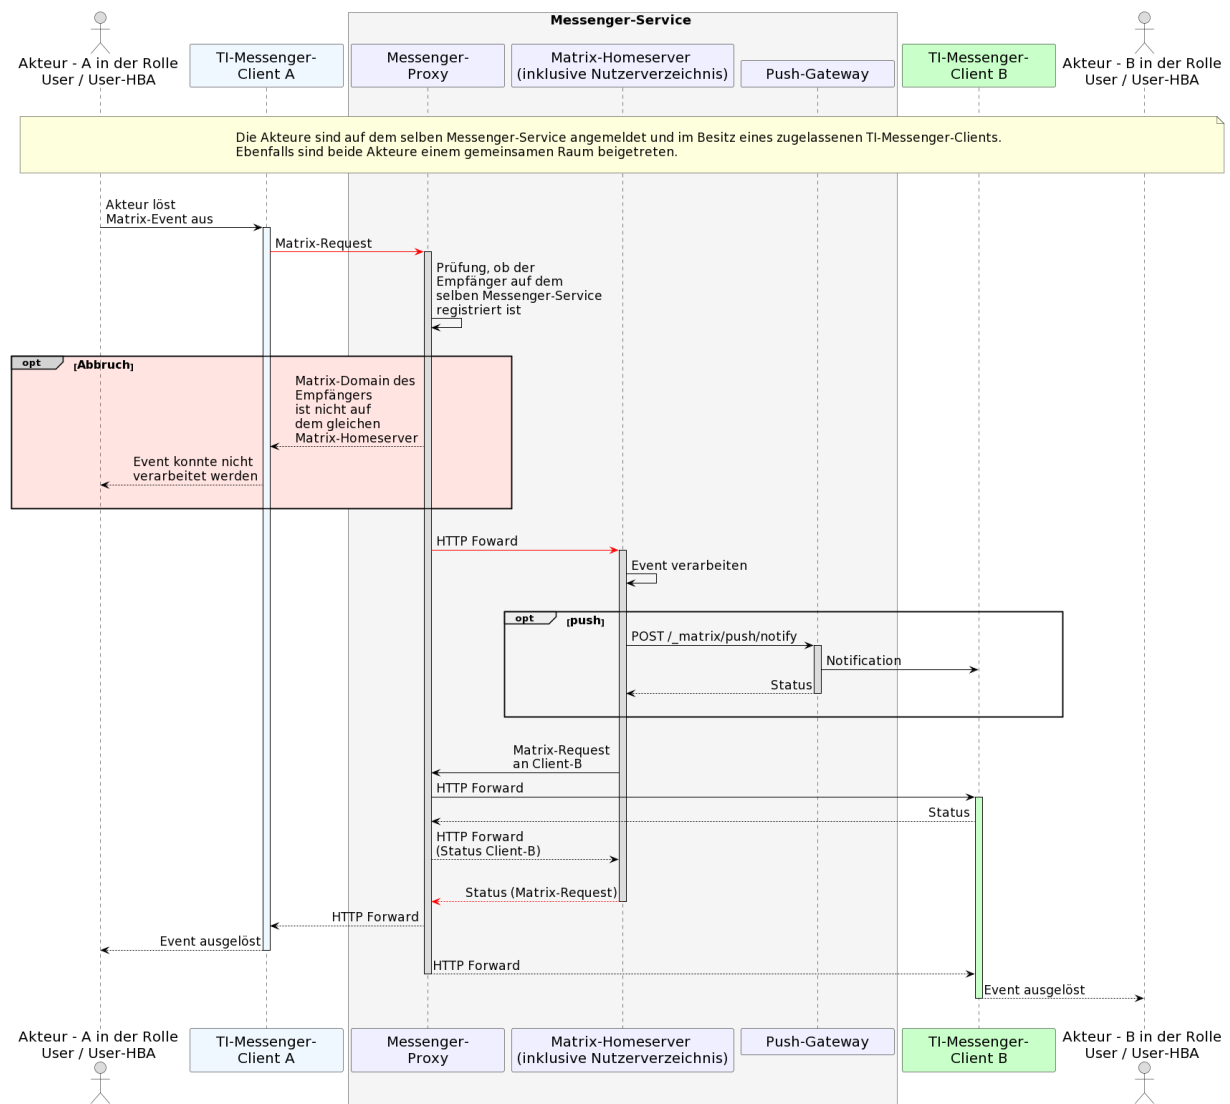 Messenger-Service
Akteur - A in der Rolle
User / User-HBA
TI-Messenger-
Client A
Messenger-
Proxy
Matrix-Homeserver
(inklusive Nutzerverzeichnis)
Push-Gateway
TI-Messenger-
Client B
Akteur - B in der Rolle
User / User-HBA
Die Akteure sind auf dem selben Messenger-Service angemeldet und im Besitz eines zugelassenen TI-Messenger-Clients.
Ebenfalls sind beide Akteure einem gemeinsamen Raum beigetreten.
Akteur löst
Matrix-Event aus
Matrix-Request
Prüfung, ob der
Empfänger auf dem
selben Messenger-Service
registriert ist
opt [Abbruch]
Matrix-Domain des
Empfängers
ist nicht auf
dem gleichen
Matrix-Homeserver
Event konnte nicht
verarbeitet werden
HTTP Foward
Event verarbeiten
opt [push]
POST /_matrix/push/notify
Notification
Status
Matrix-Request
an Client-B
HTTP Forward
Status
HTTP Forward
(Status Client-B)
Status (Matrix-Request)
HTTP Forward
Event ausgelöst
HTTP Forward
Event ausgelöst
Akteur - A in der Rolle
User / User-HBA
TI-Messenger-
Client A
Messenger-
Proxy
Matrix-Homeserver
(inklusive Nutzerverzeichnis)
Push-Gateway
TI-Messenger-
Client B
Akteur - B in der Rolle
User / User-HBA